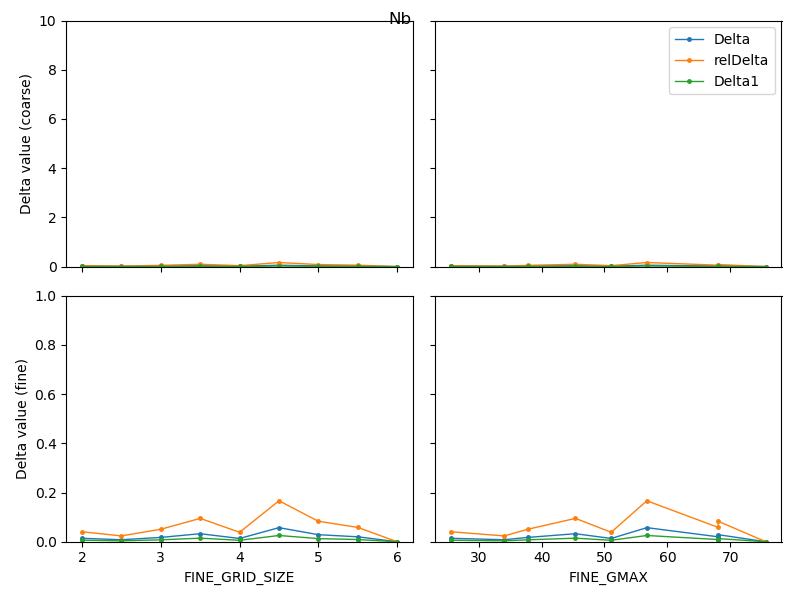 Nb
10
8
6
4
2
0
Delta value (coarse)
Delta
relDelta
Delta1
1.0
0.8
0.6
0.4
0.2
0.0
Delta value (fine)
2 3 4 5 6
FINE_GRID_SIZE
30 40 50 60 70
FINE_GMAX